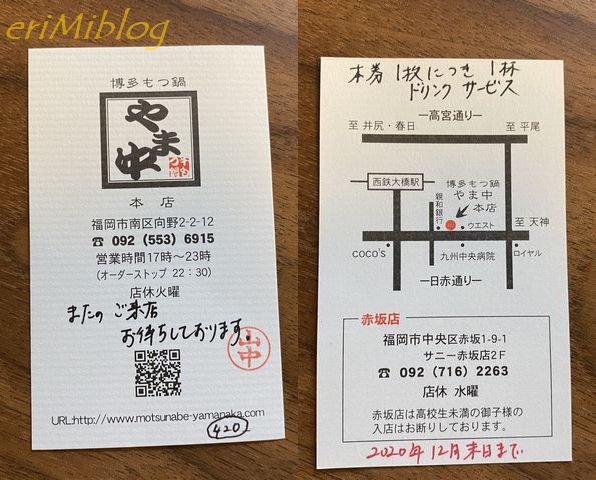 eriMiblog
博多もつ鍋
やま中
本店
福岡市南区向野2-2-12
☎ 092 (553) 6915
営業時間17時〜23時
(オーダーストップ 22:30)
店休火曜
またの ご来店
お待ちしております。
山中
URL:http://www.motsunabe-yamanaka.com
420
本券 1枚につき 1杯
ドリンク サービス
―高宮通り―
至 井尻・春日
至 平尾
西鉄大橋駅
博多もつ鍋
やま中
本店
親和銀行
ウエスト
至 天神
COCO'S
九州中央病院
ロイヤル
―日赤通り―
赤坂店
福岡市中央区赤坂1-9-1
サニー赤坂店2F
☎ 092 (716) 2263
店休 水曜
赤坂店は高校生未満の御子様の
入店はお断りしております。
2020年12月末日まで